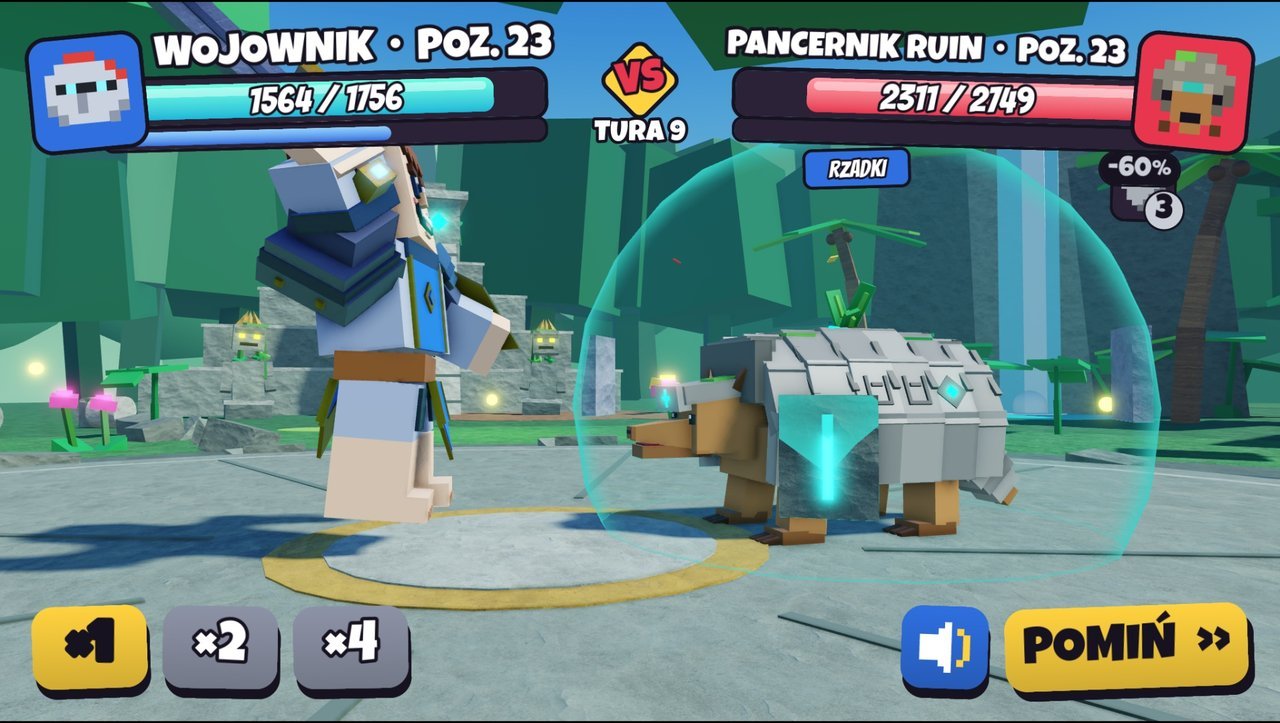 WOJOWNIK • POZ. 23
1564 / 1756
VS
TURA 9
PANCERNIK RUIN • POZ. 23
2311 / 2749
RZADKI
-60%
3
×1
×2
×4
POMIŃ »